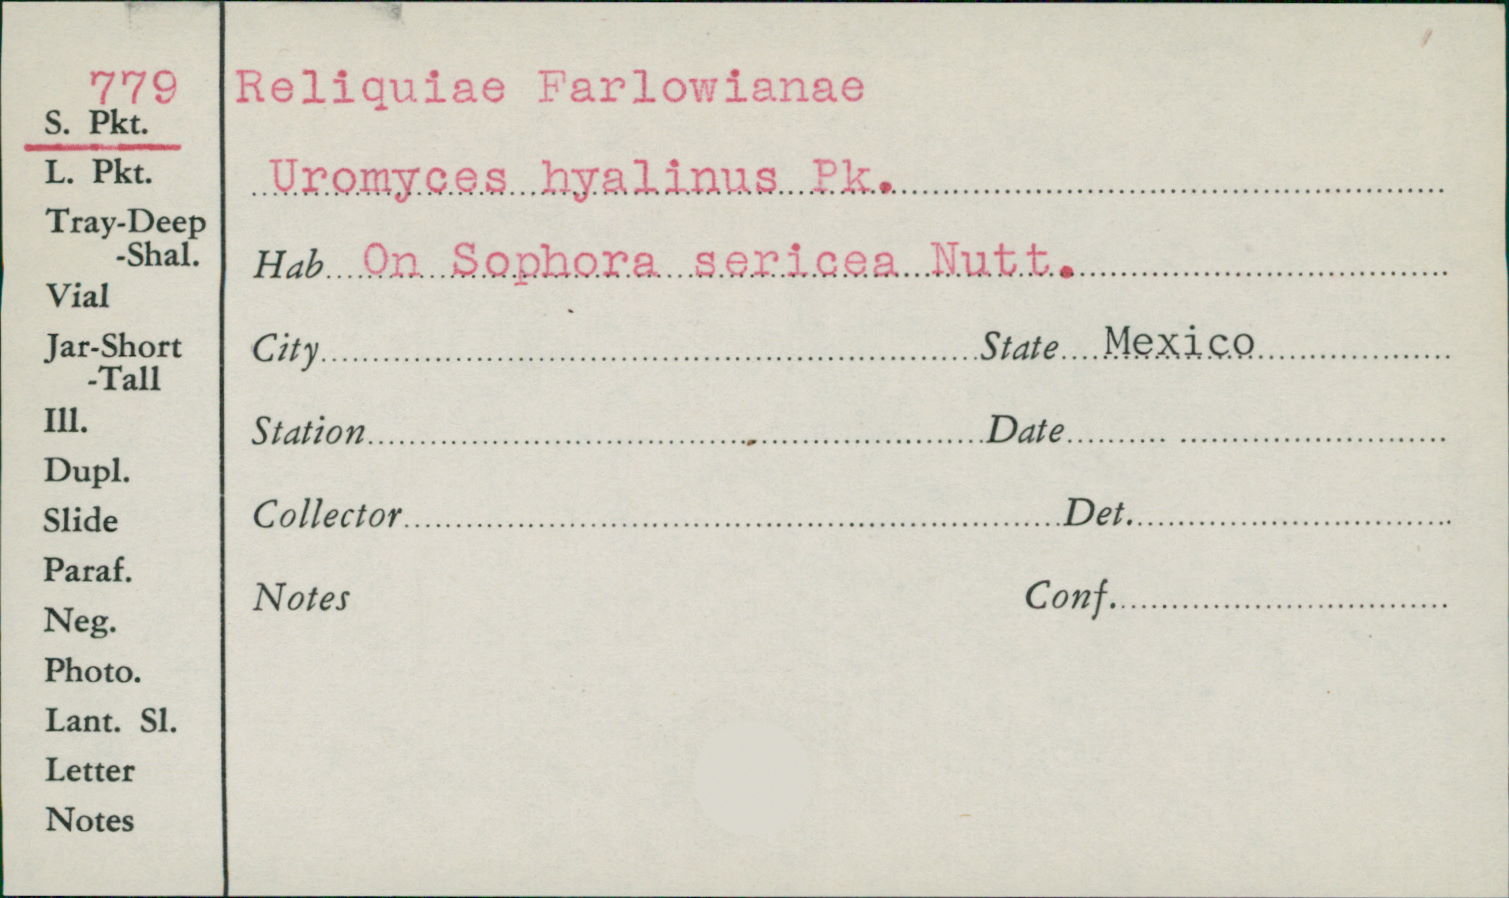 779 Reliquiae Farlowianae
S. Pkt.
L. Pkt.
Tray-Deep
-Shal.
Vial
Jar-Short
-Tall
Ill.
Dupl.
Slide
Paraf.
Neg.
Photo.
Lant. Sl.
Letter
Notes
Uromyces hyalinus Pk.
Hab On Sophora sericea Nutt.
City State Mexico
Station Date
Collector Det.
Notes Conf.